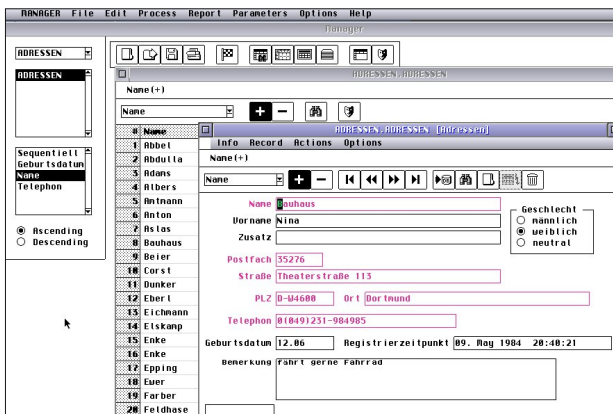 MANAGER File Edit Process Report Parameters Options Help
Manager
ADRESSEN
ADRESSEN
Sequentiell
Geburtsdatum
Name
Telephon
Ascending
Descending
ADRESSEN.ADRESSEN
Name(+)
Name
# Name
1 Abbel
2 Abdulla
3 Adams
4 Albers
5 Antmann
6 Anton
7 Aslas
8 Bauhaus
9 Beier
10 Corst
11 Dunker
12 Eberl
13 Eichmann
14 Elskamp
15 Enke
16 Enke
17 Epping
18 Ewer
19 Farber
20 Feldhase
ADRESSEN.ADRESSEN [Adressen]
Info Record Actions Options
Name(+)
Name
Name Bauhaus
Vorname Nina
Zusatz
Geschlecht
männlich
weiblich
neutral
Postfach 35276
Straße Theaterstraße 113
PLZ D-W4600 Ort Dortmund
Telephon 0(049)231-984985
Geburtsdatum 12.06 Registrierzeitpunkt 09. May 1984 20:40:21
Bemerkung fährt gerne Fahrrad